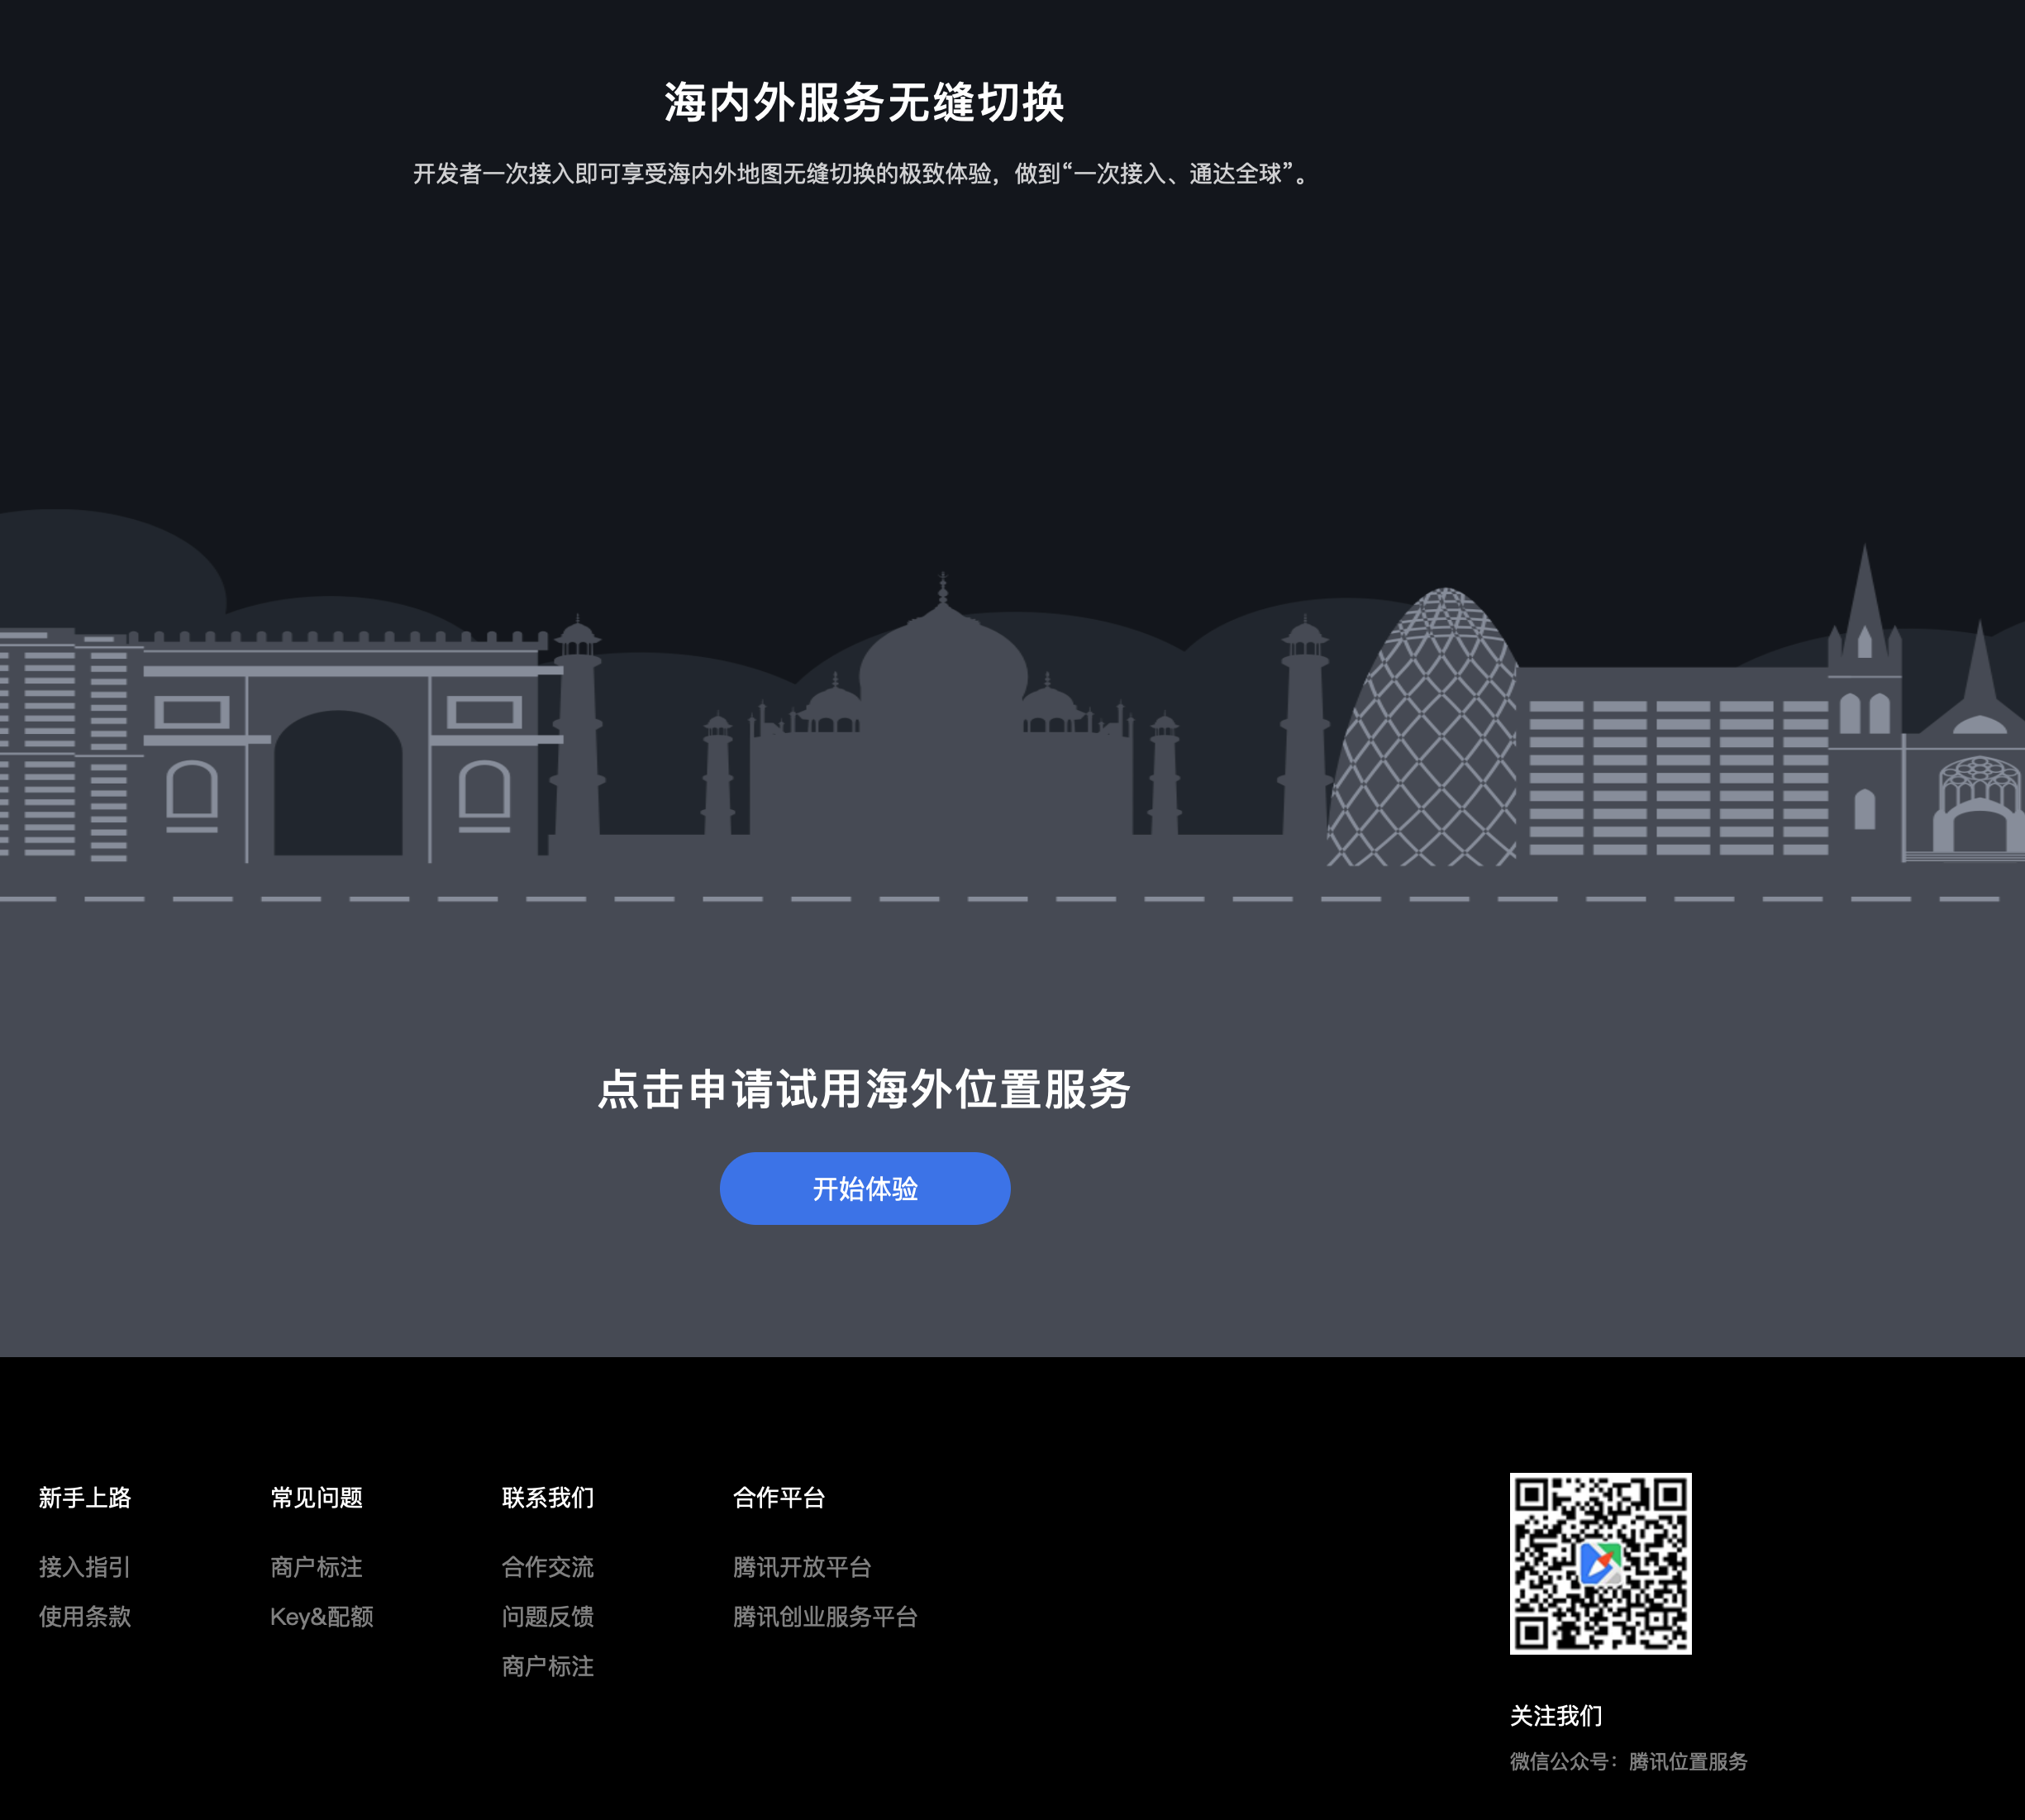 海内外服务无缝切换
开发者一次接入即可享受海内外地图无缝切换的极致体验，做到“一次接入、通达全球”。
点击申请试用海外位置服务
开始体验
新手上路
接入指引
使用条款
常见问题
商户标注
Key&配额
联系我们
合作交流
问题反馈
商户标注
合作平台
腾讯开放平台
腾讯创业服务平台
关注我们
微信公众号：腾讯位置服务